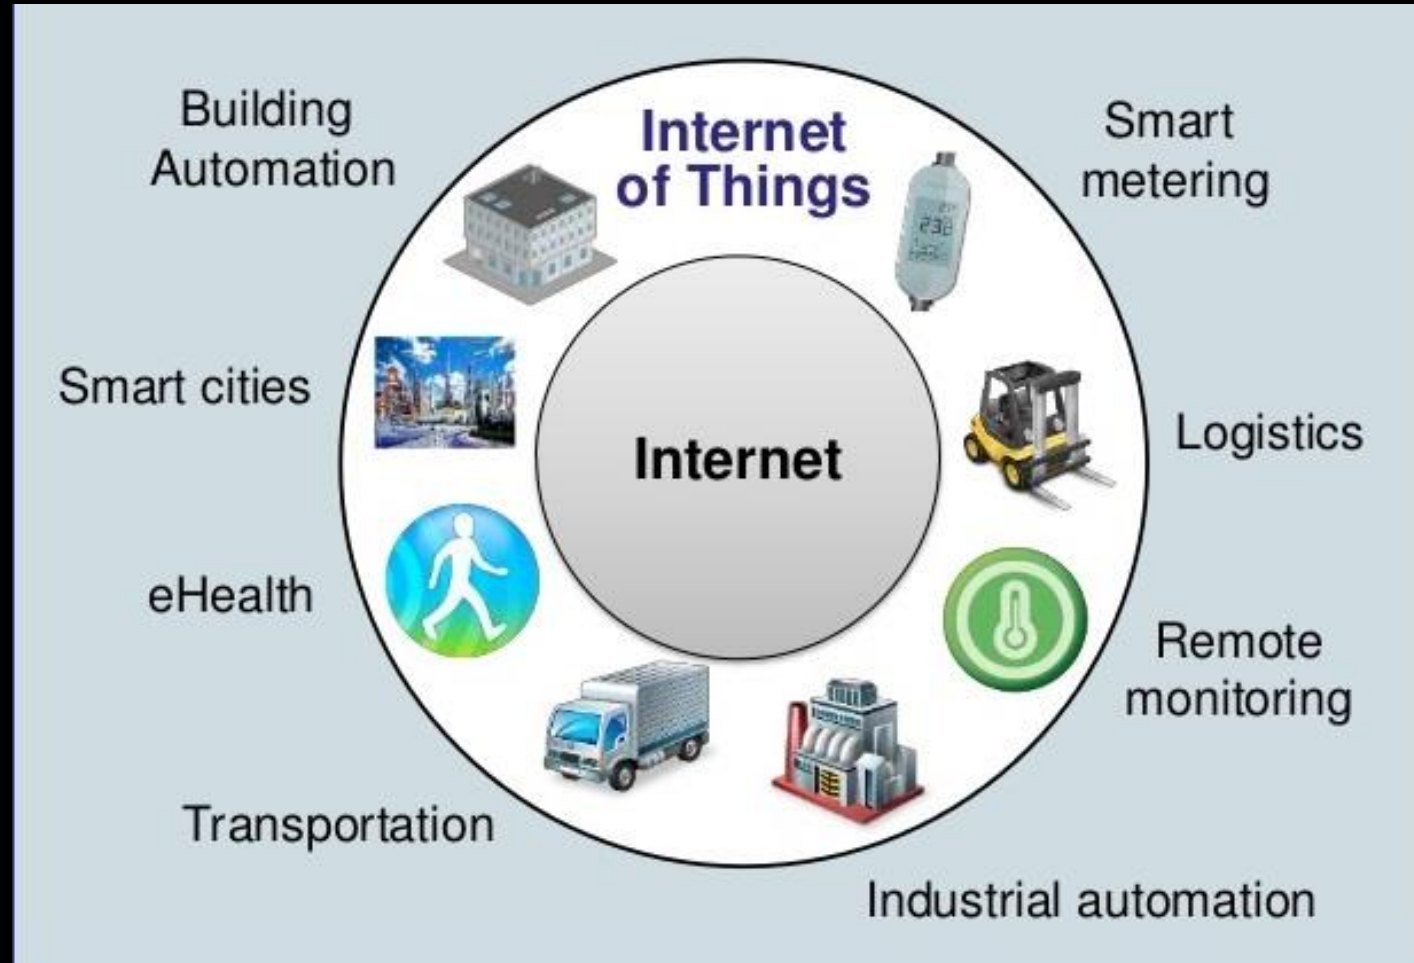 Internet
of Things
Building
Automation
Smart
metering
Smart cities
Internet
Logistics
eHealth
Remote
monitoring
Transportation
Industrial automation